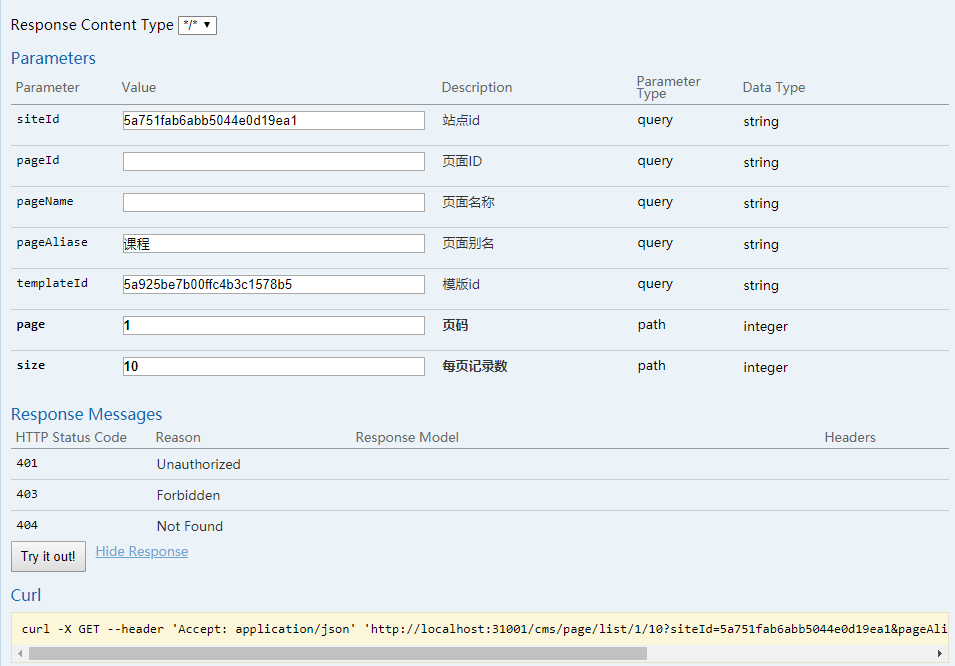 Response Content Type */*
Parameters
Parameter Value Description Parameter Type Data Type
siteId 5a751fab6abb5044e0d19ea1 站点id query string
pageId 页面ID query string
pageName 页面名称 query string
pageAliase 课程 页面别名 query string
templateId 5a925be7b00ffc4b3c1578b5 模版id query string
page 1 页码 path integer
size 10 每页记录数 path integer
Response Messages
HTTP Status Code Reason Response Model Headers
401 Unauthorized
403 Forbidden
404 Not Found
Try it out! Hide Response
Curl
curl -X GET --header 'Accept: application/json' 'http://localhost:31001/cms/page/list/1/10?siteId=5a751fab6abb5044e0d19ea1&pageAli